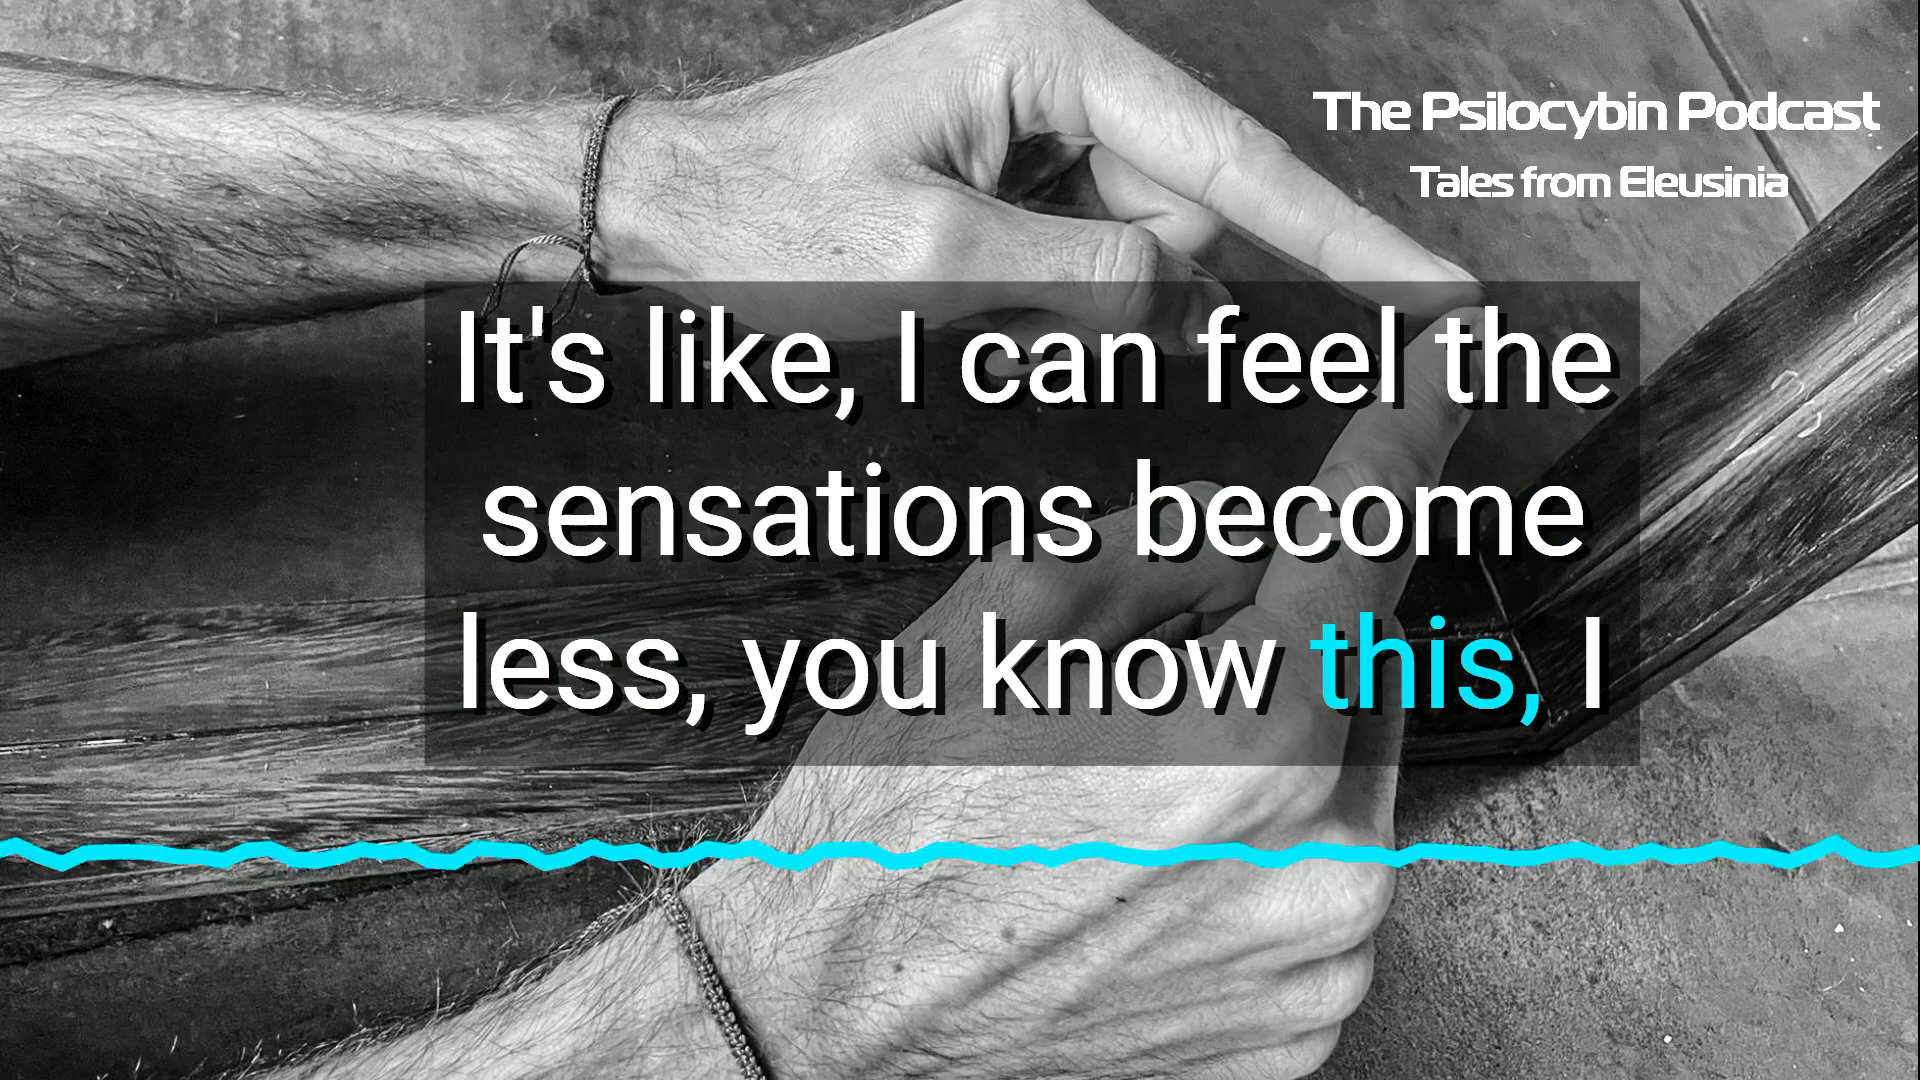 The Psilocybin Podcast
Tales from Eleusinia
It's like, I can feel the
sensations become
less, you know this, I